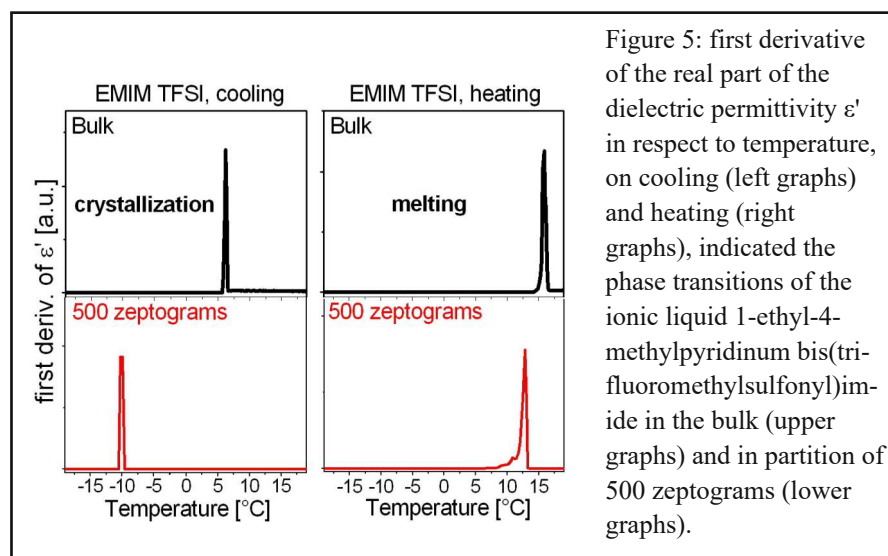 EMIM TFSI, cooling
EMIM TFSI, heating
Bulk
Bulk
crystallization
melting
first deriv. of ε' [a.u.]
500 zeptograms
500 zeptograms
-15 -10 -5 0 5 10 15
-15 -10 -5 0 5 10 15
Temperature [°C]
Temperature [°C]
Figure 5: first derivative
of the real part of the
dielectric permittivity ε'
in respect to temperature,
on cooling (left graphs)
and heating (right
graphs), indicated the
phase transitions of the
ionic liquid 1-ethyl-4-
methylpyridinum bis(tri-
fluoromethylsulfonyl)im-
ide in the bulk (upper
graphs) and in partition of
500 zeptograms (lower
graphs).